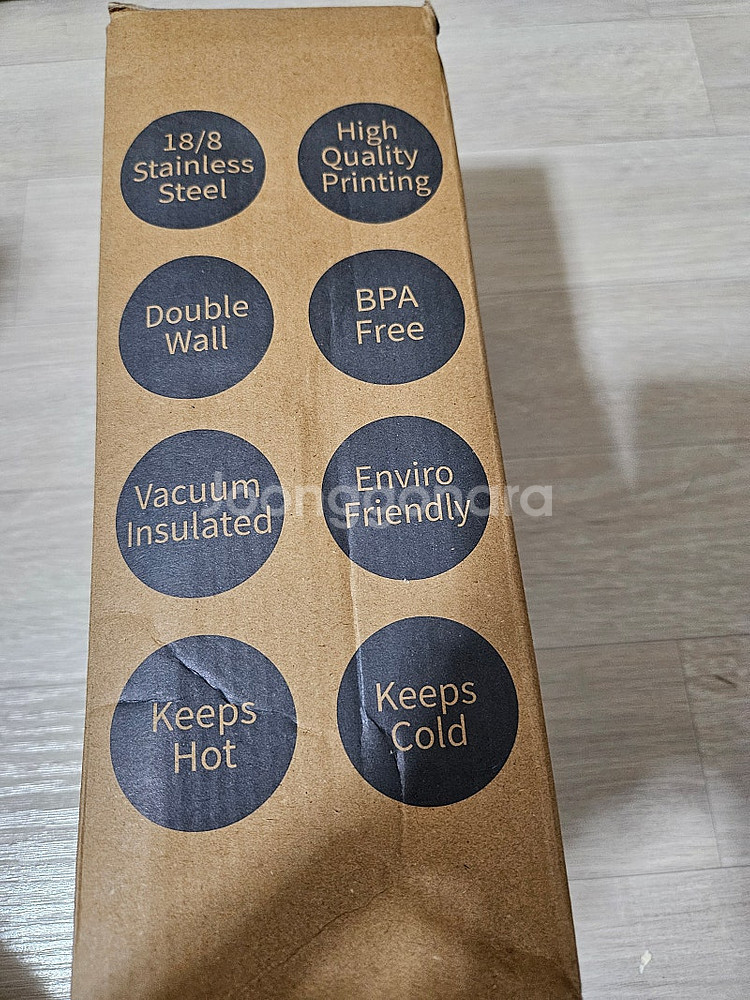 18/8
Stainless
Steel
High
Quality
Printing
Double
Wall
BPA
Free
Vacuum
Insulated
Enviro
Friendly
Joonggonara
Keeps
Hot
Keeps
Cold